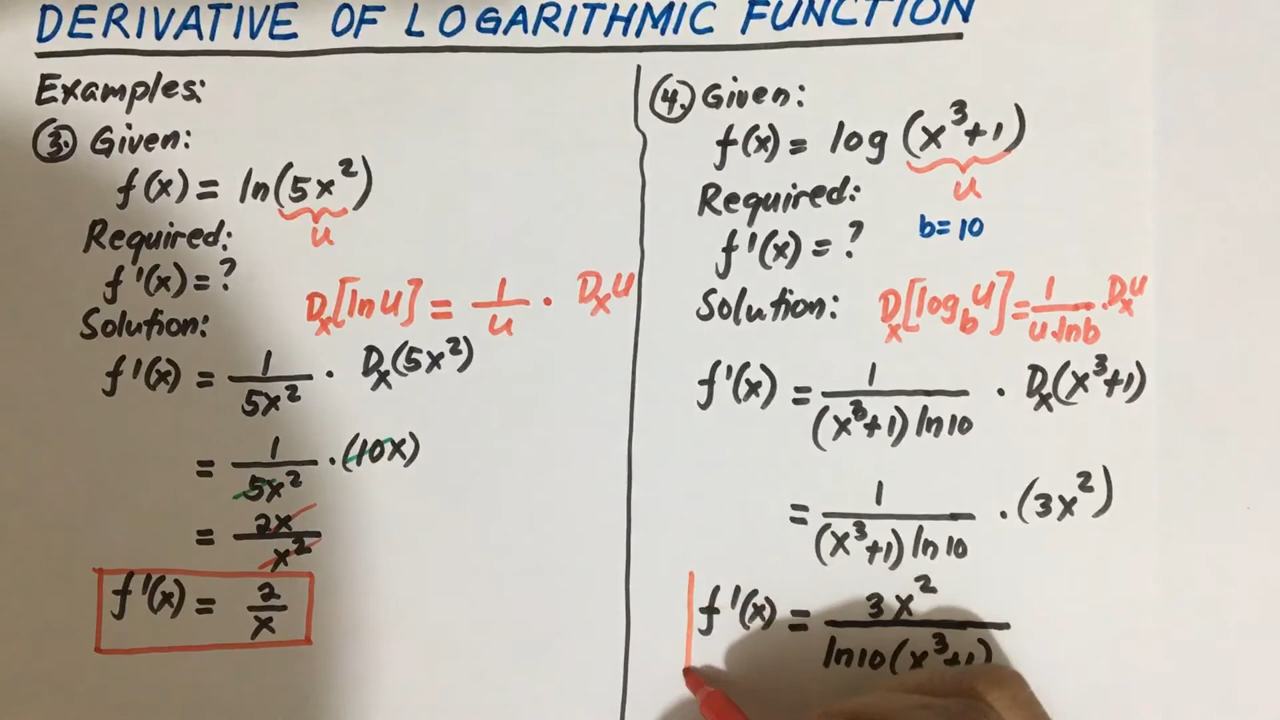 DERIVATIVE OF LOGARITHMIC FUNCTION
Examples:
3. Given:
f(x) = ln(5x²)
u
Required:
f'(x) = ?
Solution:
Dₓ[ln u] = 1/u · Dₓu
f'(x) = 1/5x² · Dₓ(5x²)
= 1/5x² · (10x)
= 2x/x²
f'(x) = 2/x
4. Given:
f(x) = log (x³+1)
u
Required:
b=10
f'(x) = ?
Solution:
Dₓ[log_b u] = 1/u·lnb · Dₓu
f'(x) = 1/(x³+1) ln10 · Dₓ(x³+1)
= 1/(x³+1) ln10 · (3x²)
f'(x) = 3x²/ln10(x³+1)